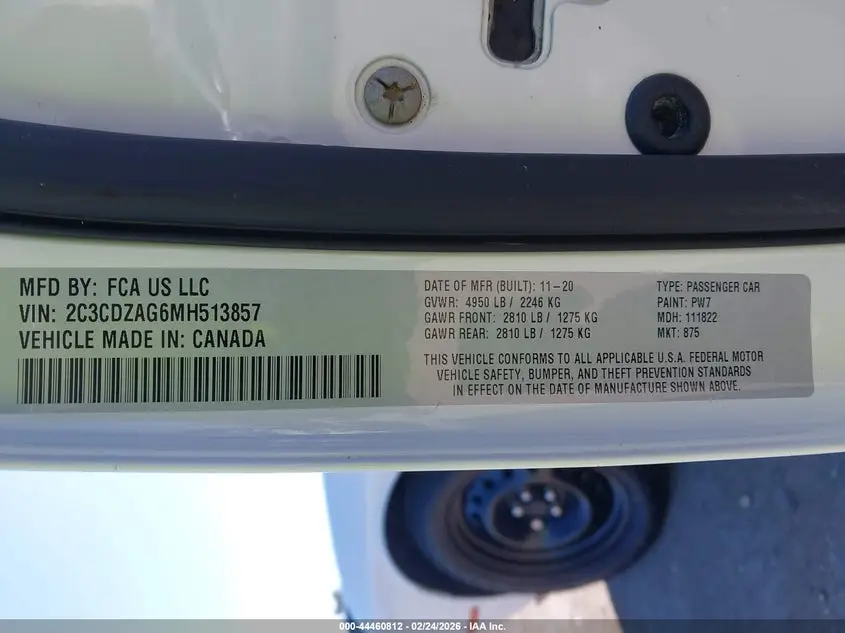 MFD BY: FCA US LLC
VIN: 2C3CDZAG6MH513857
VEHICLE MADE IN: CANADA
DATE OF MFR (BUILT): 11-20
GVWR: 4950 LB / 2246 KG
GAWR FRONT: 2810 LB / 1275 KG
GAWR REAR: 2810 LB / 1275 KG
TYPE: PASSENGER CAR
PAINT: PW7
MDH: 111822
MKT: 875
THIS VEHICLE CONFORMS TO ALL APPLICABLE U.S.A. FEDERAL MOTOR
VEHICLE SAFETY, BUMPER, AND THEFT PREVENTION STANDARDS
IN EFFECT ON THE DATE OF MANUFACTURE SHOWN ABOVE.
000-44460812 - 02/24/2026 - IAA Inc.